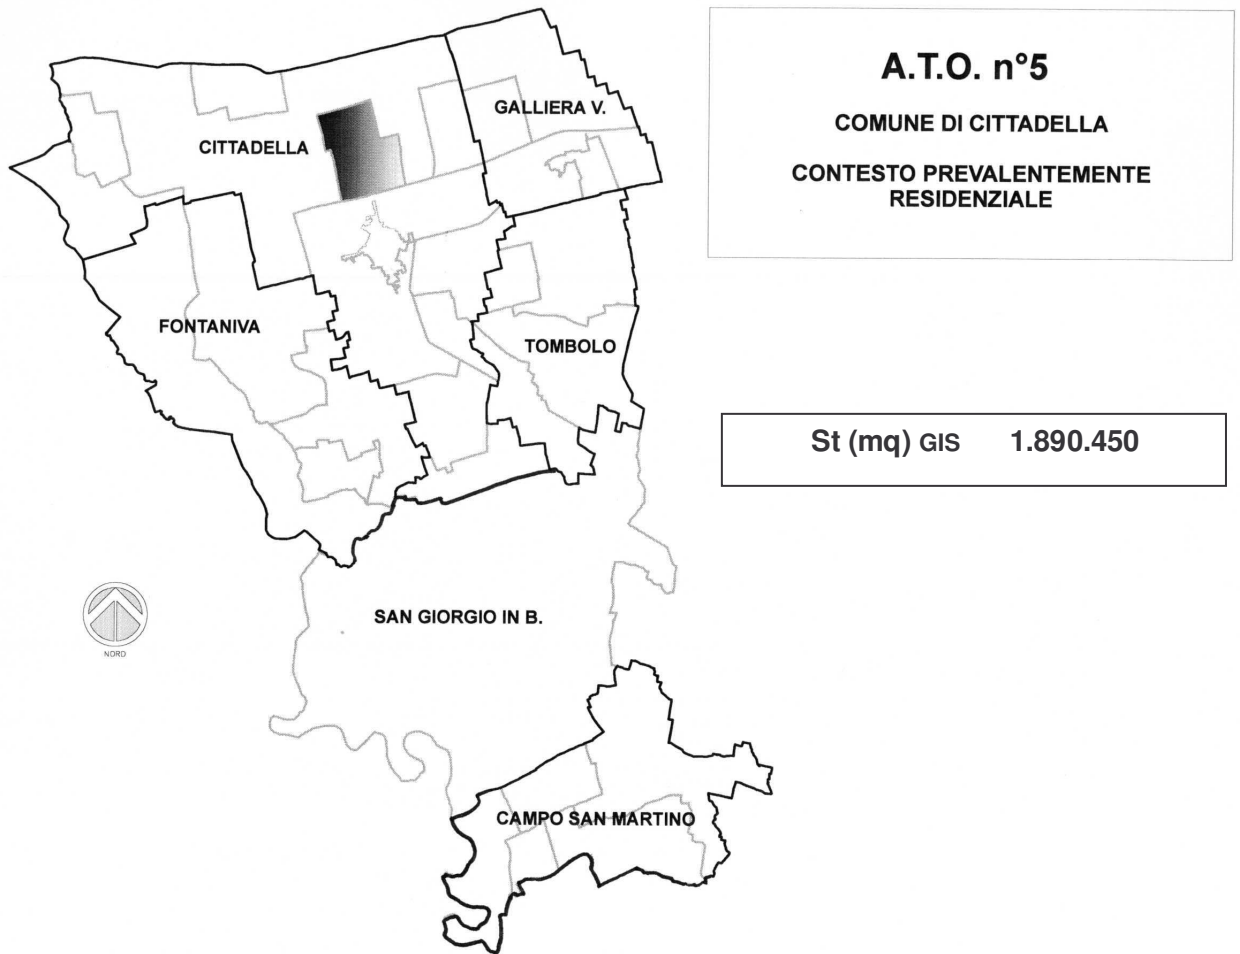 A.T.O. n°5
COMUNE DI CITTADELLA
CONTESTO PREVALENTEMENTE
RESIDENZIALE
GALLIERA V.
CITTADELLA
FONTANIVA
TOMBOLO
St (mq) GIS 1.890.450
SAN GIORGIO IN B.
NORD
CAMPO SAN MARTINO